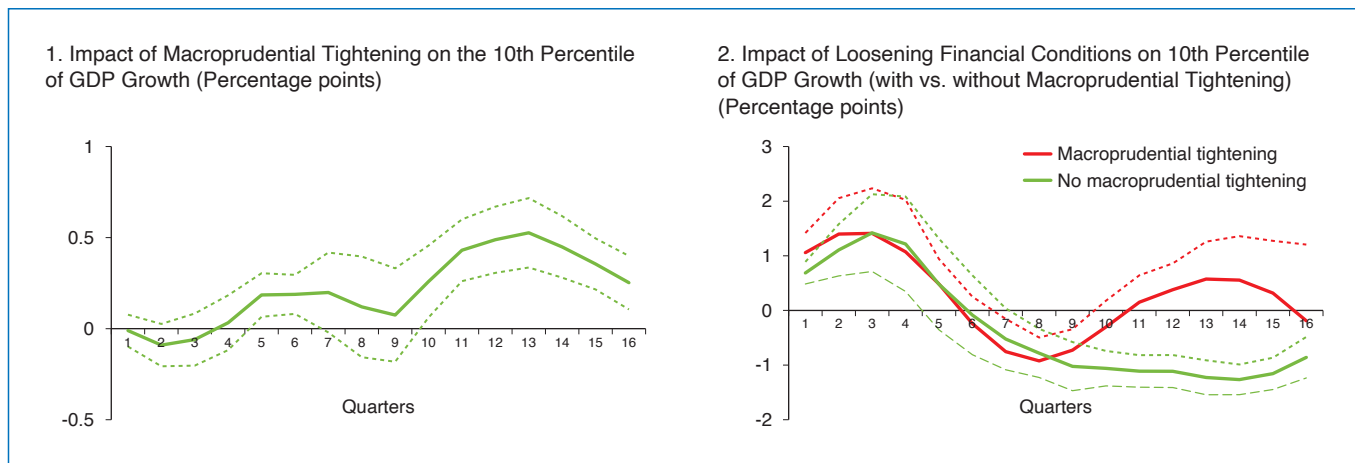 1. Impact of Macroprudential Tightening on the 10th Percentile
of GDP Growth (Percentage points)
1
0.5
0
-0.5
1 2 3 4 5 6 7 8 9 10 11 12 13 14 15 16
Quarters
2. Impact of Loosening Financial Conditions on 10th Percentile
of GDP Growth (with vs. without Macroprudential Tightening)
(Percentage points)
3
2
1
0
-1
-2
Macroprudential tightening
No macroprudential tightening
1 2 3 4 5 6 7 8 9 10 11 12 13 14 15 16
Quarters